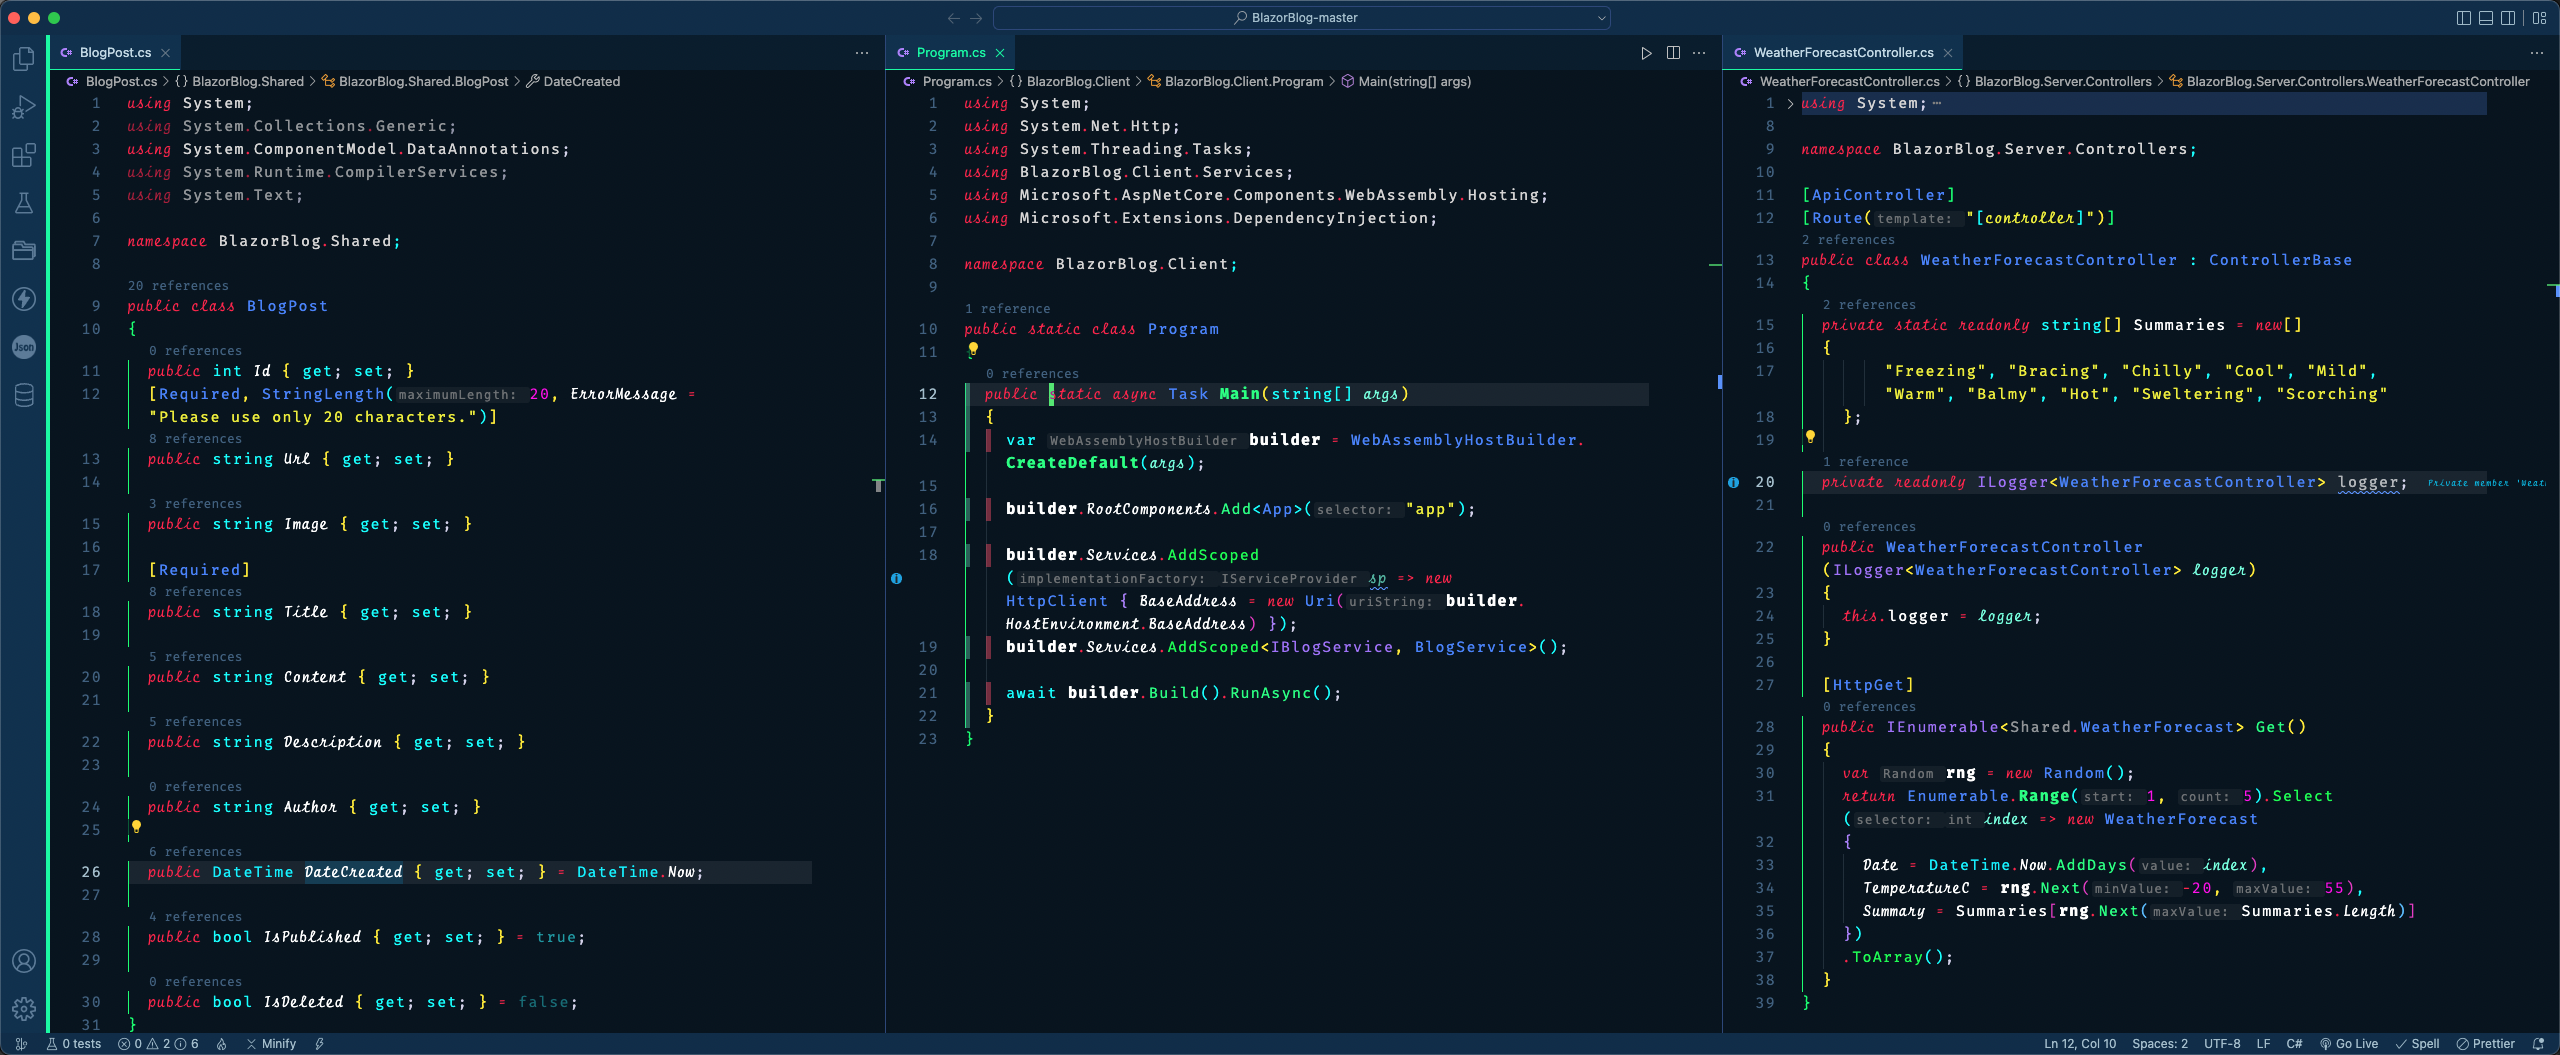 BlazorBlog-master
BlogPost.cs
BlogPost.cs > {} BlazorBlog.Shared > BlazorBlog.Shared.BlogPost > DateCreated
1 using System;
2 using System.Collections.Generic;
3 using System.ComponentModel.DataAnnotations;
4 using System.Runtime.CompilerServices;
5 using System.Text;
6
7 namespace BlazorBlog.Shared;
8
20 references
9 public class BlogPost
10 {
0 references
11 public int Id { get; set; }
12 [Required, StringLength(maximumLength: 20, ErrorMessage =
"Please use only 20 characters.")]
8 references
13 public string Url { get; set; }
14
3 references
15 public string Image { get; set; }
16
17 [Required]
8 references
18 public string Title { get; set; }
19
5 references
20 public string Content { get; set; }
21
5 references
22 public string Description { get; set; }
23
0 references
24 public string Author { get; set; }
25
6 references
26 public DateTime DateCreated { get; set; } = DateTime.Now;
27
4 references
28 public bool IsPublished { get; set; } = true;
29
0 references
30 public bool IsDeleted { get; set; } = false;
31 }
Program.cs
Program.cs > {} BlazorBlog.Client > BlazorBlog.Client.Program > Main(string[] args)
1 using System;
2 using System.Net.Http;
3 using System.Threading.Tasks;
4 using BlazorBlog.Client.Services;
5 using Microsoft.AspNetCore.Components.WebAssembly.Hosting;
6 using Microsoft.Extensions.DependencyInjection;
7
8 namespace BlazorBlog.Client;
9
1 reference
10 public static class Program
11
0 references
12 public static async Task Main(string[] args)
13 {
14 var WebAssemblyHostBuilder builder = WebAssemblyHostBuilder.
CreateDefault(args);
15
16 builder.RootComponents.Add<App>(selector: "app");
17
18 builder.Services.AddScoped
(implementationFactory: IServiceProvider sp => new
HttpClient { BaseAddress = new Uri(uriString: builder.
HostEnvironment.BaseAddress) });
19 builder.Services.AddScoped<IBlogService, BlogService>();
20
21 await builder.Build().RunAsync();
22 }
23 }
WeatherForecastController.cs
WeatherForecastController.cs > {} BlazorBlog.Server.Controllers > BlazorBlog.Server.Controllers.WeatherForecastController
1 > using System; ⋯
8
9 namespace BlazorBlog.Server.Controllers;
10
11 [ApiController]
12 [Route(template: "[controller]")]
2 references
13 public class WeatherForecastController : ControllerBase
14 {
2 references
15 private static readonly string[] Summaries = new[]
16 {
17 "Freezing", "Bracing", "Chilly", "Cool", "Mild",
"Warm", "Balmy", "Hot", "Sweltering", "Scorching"
18 };
19
1 reference
20 private readonly ILogger<WeatherForecastController> logger; Private member 'Weat
21
0 references
22 public WeatherForecastController
(ILogger<WeatherForecastController> logger)
23 {
24 this.logger = logger;
25 }
26
27 [HttpGet]
0 references
28 public IEnumerable<Shared.WeatherForecast> Get()
29 {
30 var Random rng = new Random();
31 return Enumerable.Range(start: 1, count: 5).Select
(selector: int index => new WeatherForecast
32 {
33 Date = DateTime.Now.AddDays(value: index),
34 TemperatureC = rng.Next(minValue: -20, maxValue: 55),
35 Summary = Summaries[rng.Next(maxValue: Summaries.Length)]
36 })
37 .ToArray();
38 }
39 }
Json
0 tests 0 2 6 Minify
Ln 12, Col 10 Spaces: 2 UTF-8 LF C# Go Live Spell Prettier